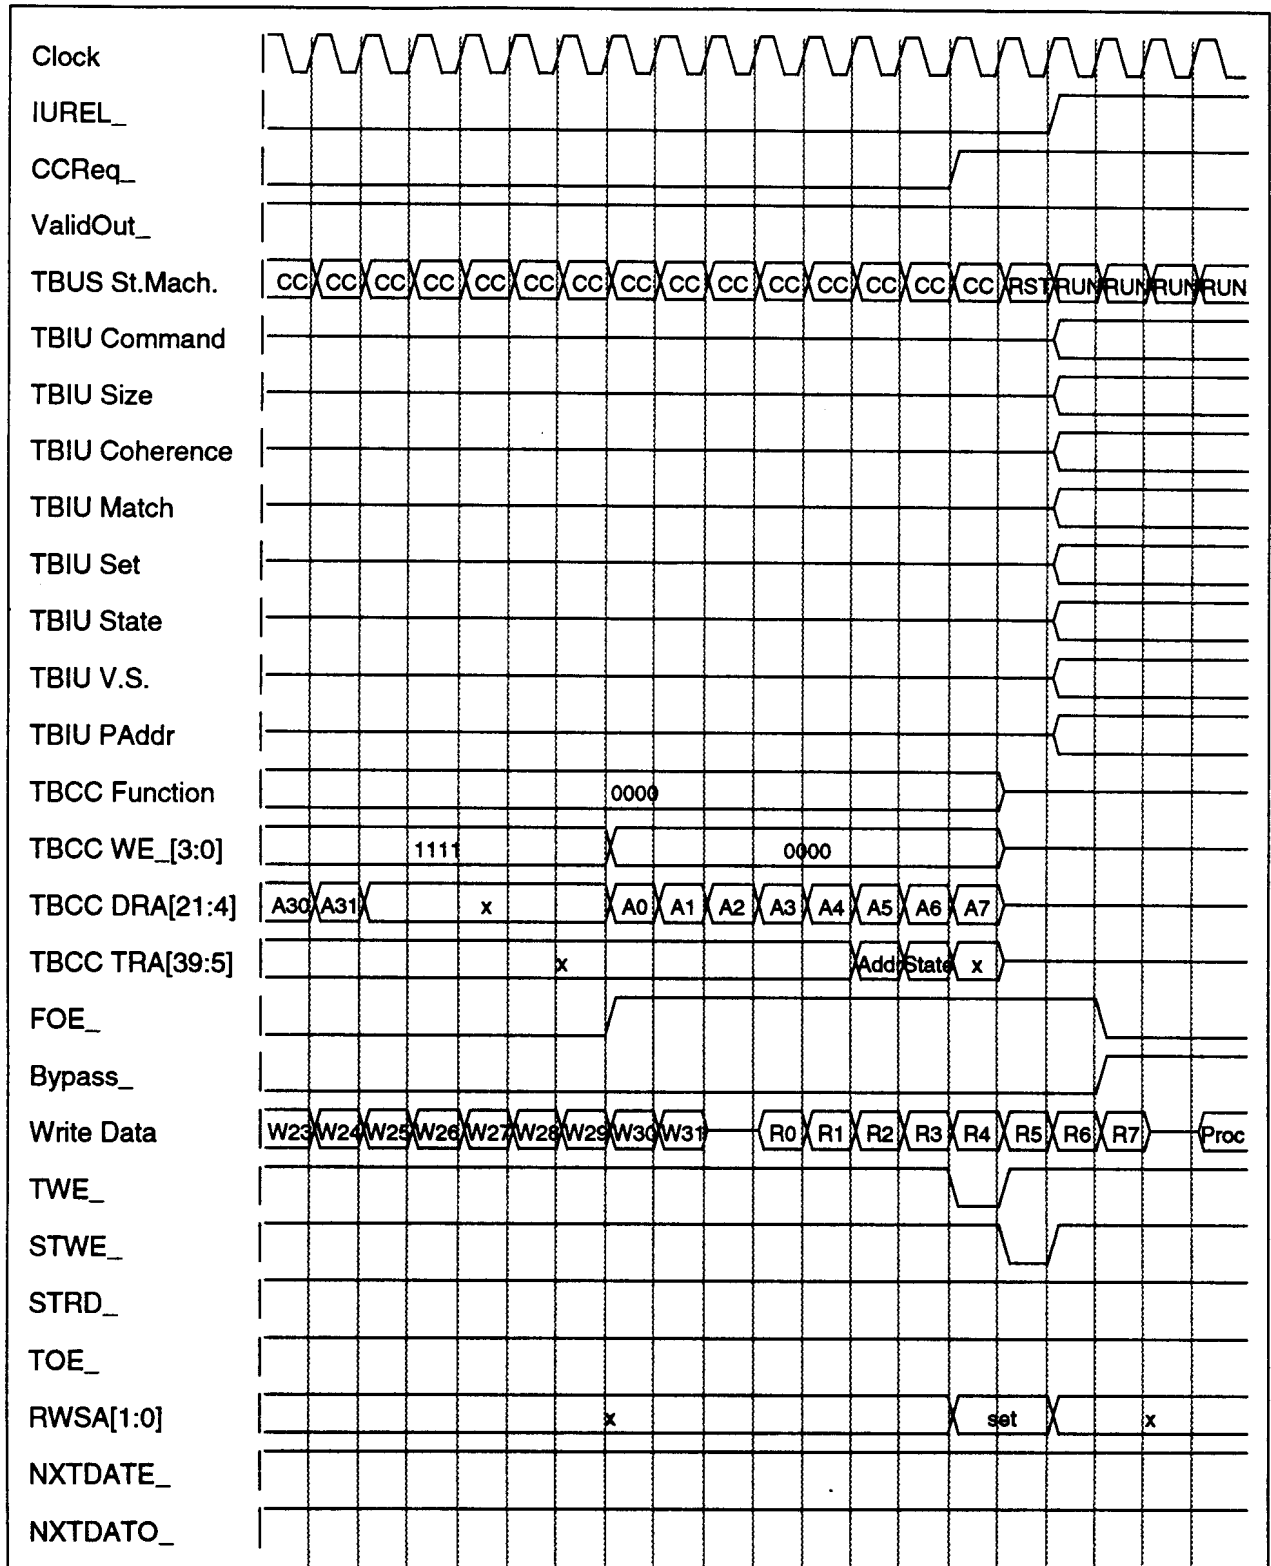 Clock
IUREL_
CCReq_
ValidOut_
TBUS St.Mach. CC CC CC CC CC CC CC CC CC CC CC CC CC CC CC RST RUN RUN RUN RUN
TBIU Command
TBIU Size
TBIU Coherence
TBIU Match
TBIU Set
TBIU State
TBIU V.S.
TBIU PAddr
TBCC Function 0000
TBCC WE_[3:0] 1111 0000
TBCC DRA[21:4] A30 A31 x A0 A1 A2 A3 A4 A5 A6 A7
TBCC TRA[39:5] x Addr State x
FOE_
Bypass_
Write Data W23 W24 W25 W26 W27 W28 W29 W30 W31 R0 R1 R2 R3 R4 R5 R6 R7 Proc
TWE_
STWE_
STRD_
TOE_
RWSA[1:0] x set x
NXTDATE_
NXTDATO_